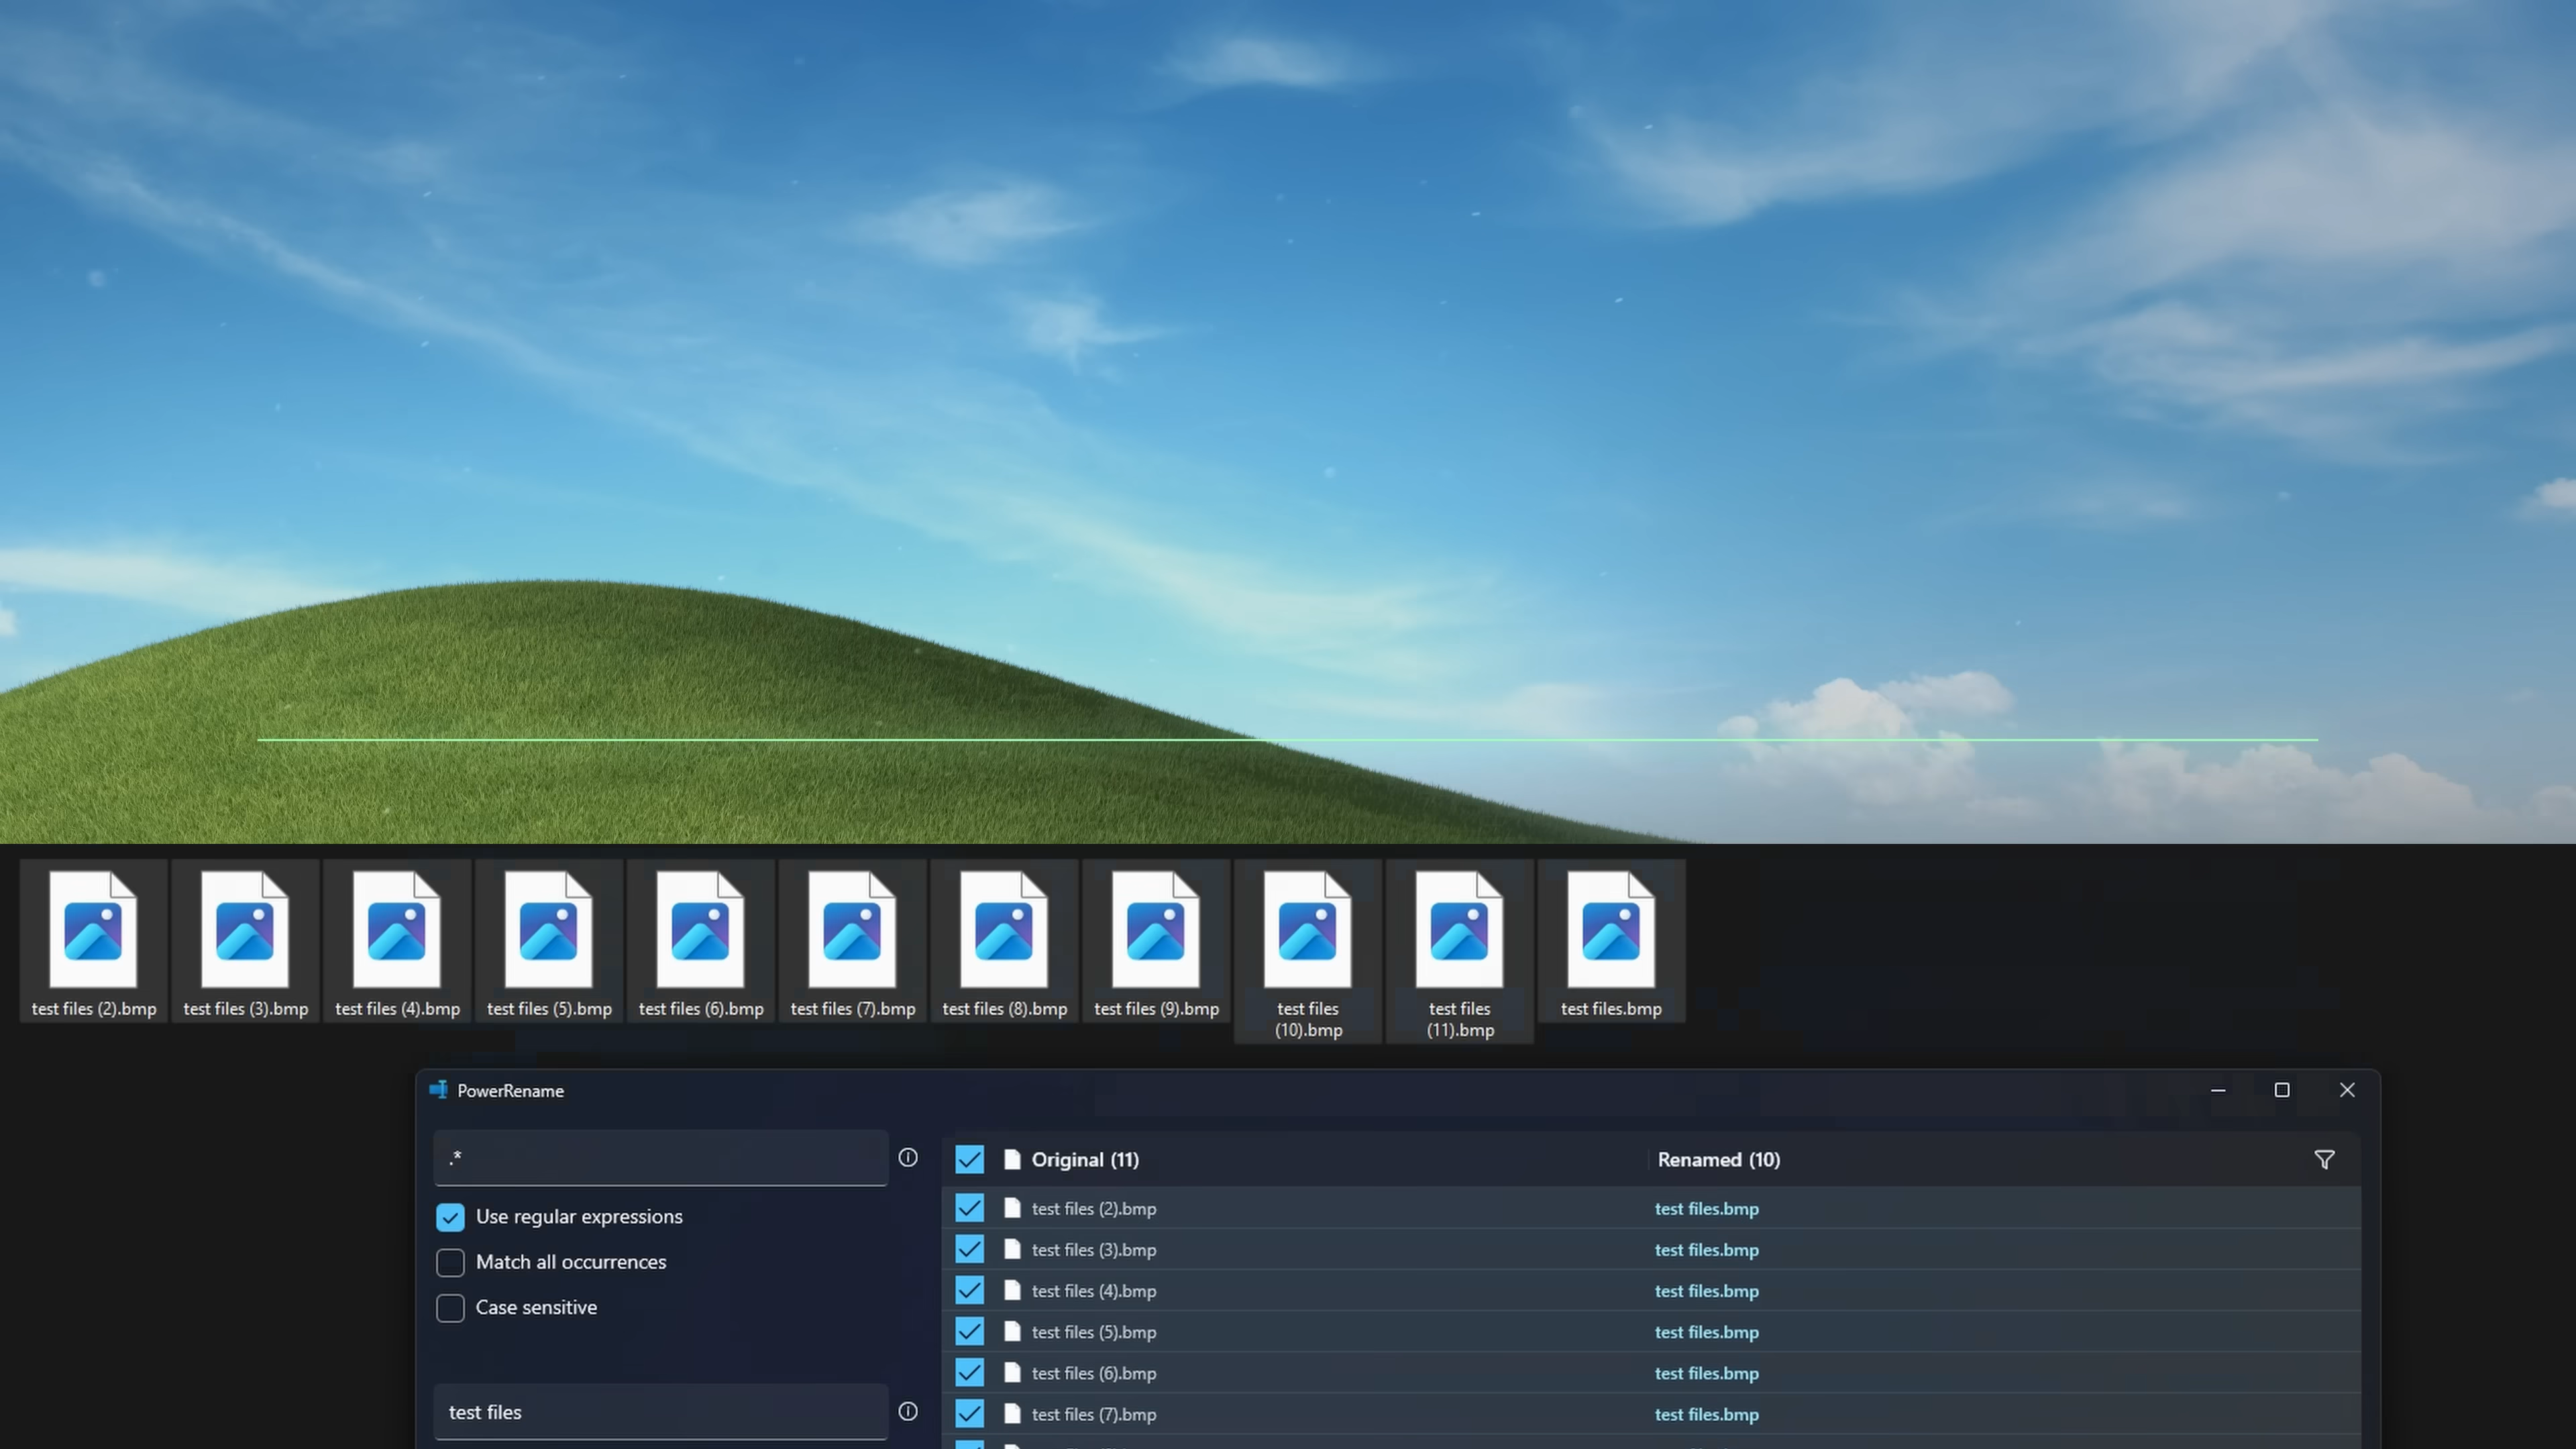 test files (2).bmp
test files (3).bmp
test files (4).bmp
test files (5).bmp
test files (6).bmp
test files (7).bmp
test files (8).bmp
test files (9).bmp
test files
(10).bmp
test files
(11).bmp
test files.bmp
PowerRename
.*
Use regular expressions
Match all occurrences
Case sensitive
test files
Original (11)
Renamed (10)
test files (2).bmp
test files.bmp
test files (3).bmp
test files.bmp
test files (4).bmp
test files.bmp
test files (5).bmp
test files.bmp
test files (6).bmp
test files.bmp
test files (7).bmp
test files.bmp